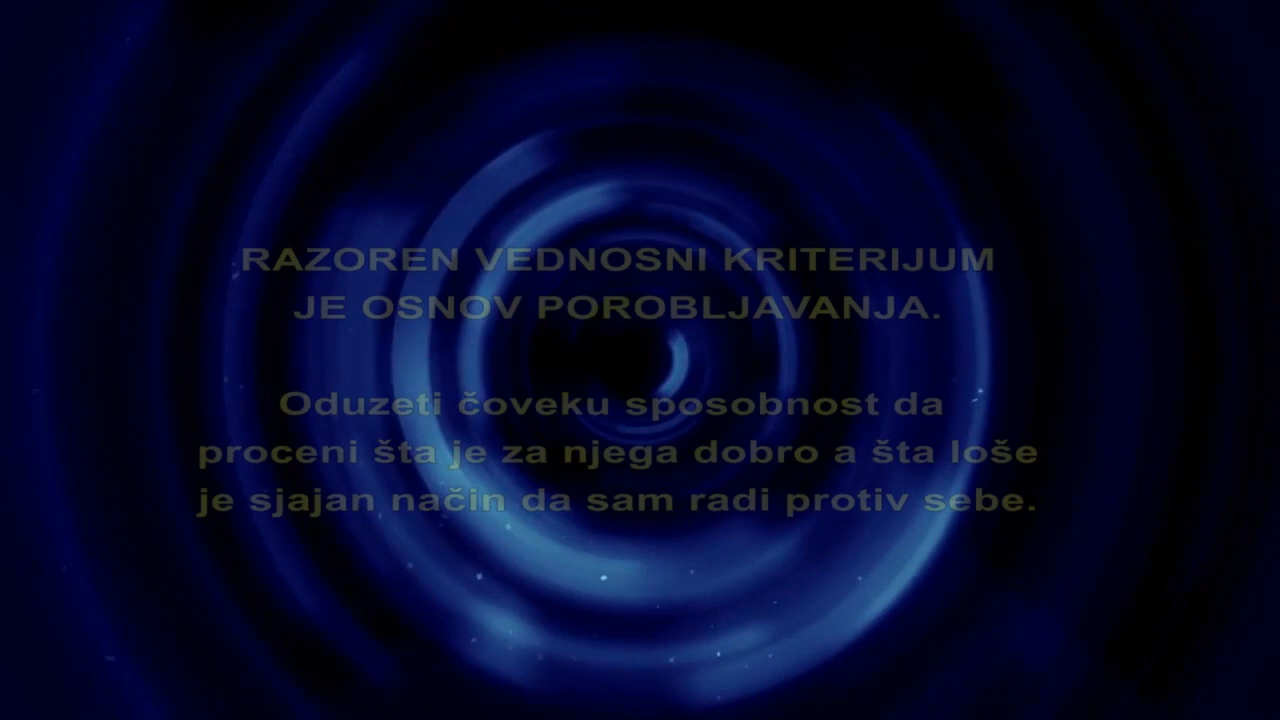 RAZOREN VEDNOSNI KRITERIJUM
JE OSNOV POROBLJAVANJA.
Oduzeti čoveku sposobnost da
proceni šta je za njega dobro a šta loše
je sjajan način da sam radi protiv sebe.